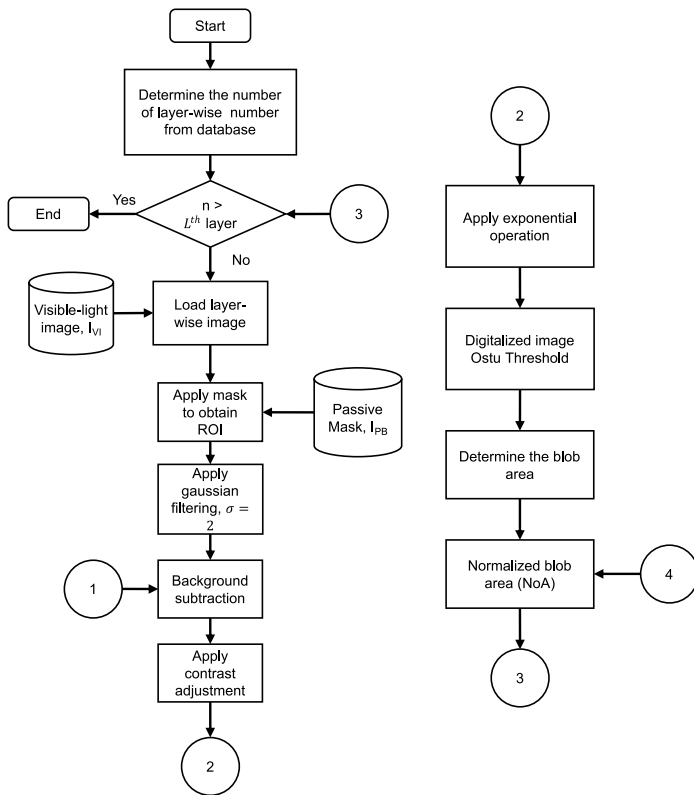 Start
Determine the number
of layer-wise number
from database
Yes
End
n >
Lᵗʰ layer
3
No
Visible-light
image, I_VI
Load layer-
wise image
Apply mask
to obtain
ROI
Passive
Mask, I_PB
Apply
gaussian
filtering, σ =
2
1
Background
subtraction
Apply
contrast
adjustment
2
2
Apply exponential
operation
Digitalized image
Ostu Threshold
Determine the blob
area
Normalized blob
area (NoA)
4
3